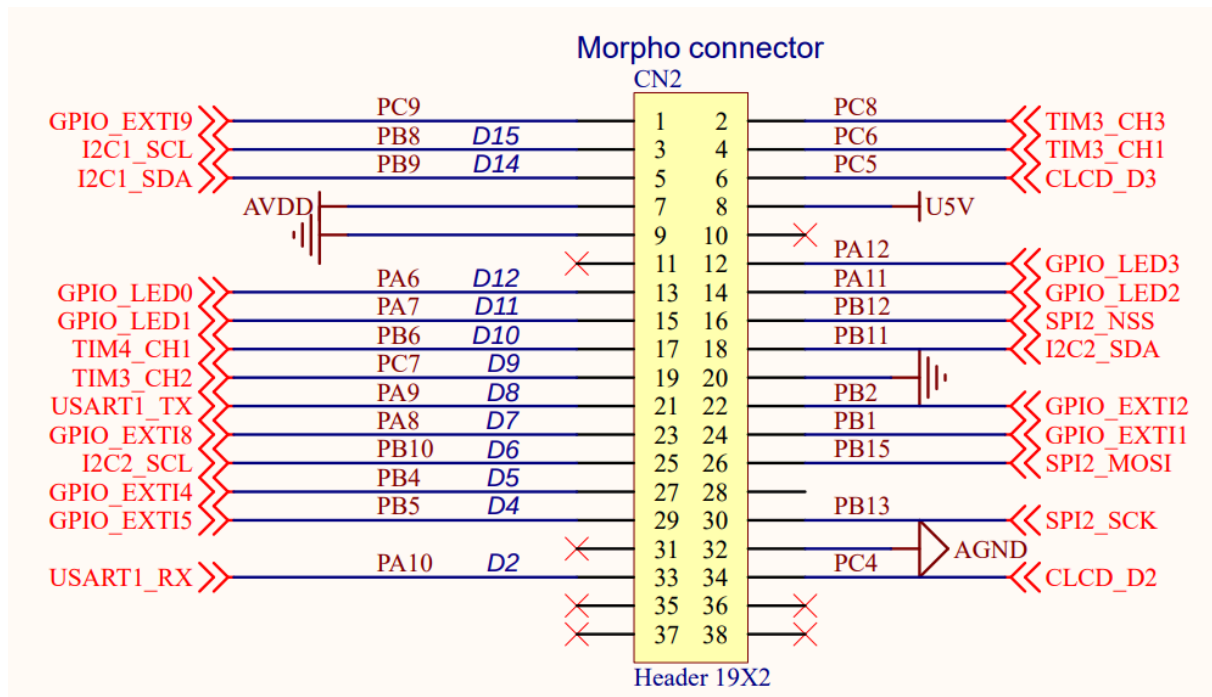 Morpho connector
CN2
GPIO_EXTI9 PC9 1 2 PC8 TIM3_CH3
I2C1_SCL PB8 D15 3 4 PC6 TIM3_CH1
I2C1_SDA PB9 D14 5 6 PC5 CLCD_D3
AVDD 7 8 U5V
9 10
11 12 PA12 GPIO_LED3
GPIO_LED0 PA6 D12 13 14 PA11 GPIO_LED2
GPIO_LED1 PA7 D11 15 16 PB12 SPI2_NSS
TIM4_CH1 PB6 D10 17 18 PB11 I2C2_SDA
TIM3_CH2 PC7 D9 19 20
USART1_TX PA9 D8 21 22 PB2 GPIO_EXTI2
GPIO_EXTI8 PA8 D7 23 24 PB1 GPIO_EXTI1
I2C2_SCL PB10 D6 25 26 PB15 SPI2_MOSI
GPIO_EXTI4 PB4 D5 27 28
GPIO_EXTI5 PB5 D4 29 30 PB13 SPI2_SCK
31 32 AGND
USART1_RX PA10 D2 33 34 PC4 CLCD_D2
35 36
37 38
Header 19X2